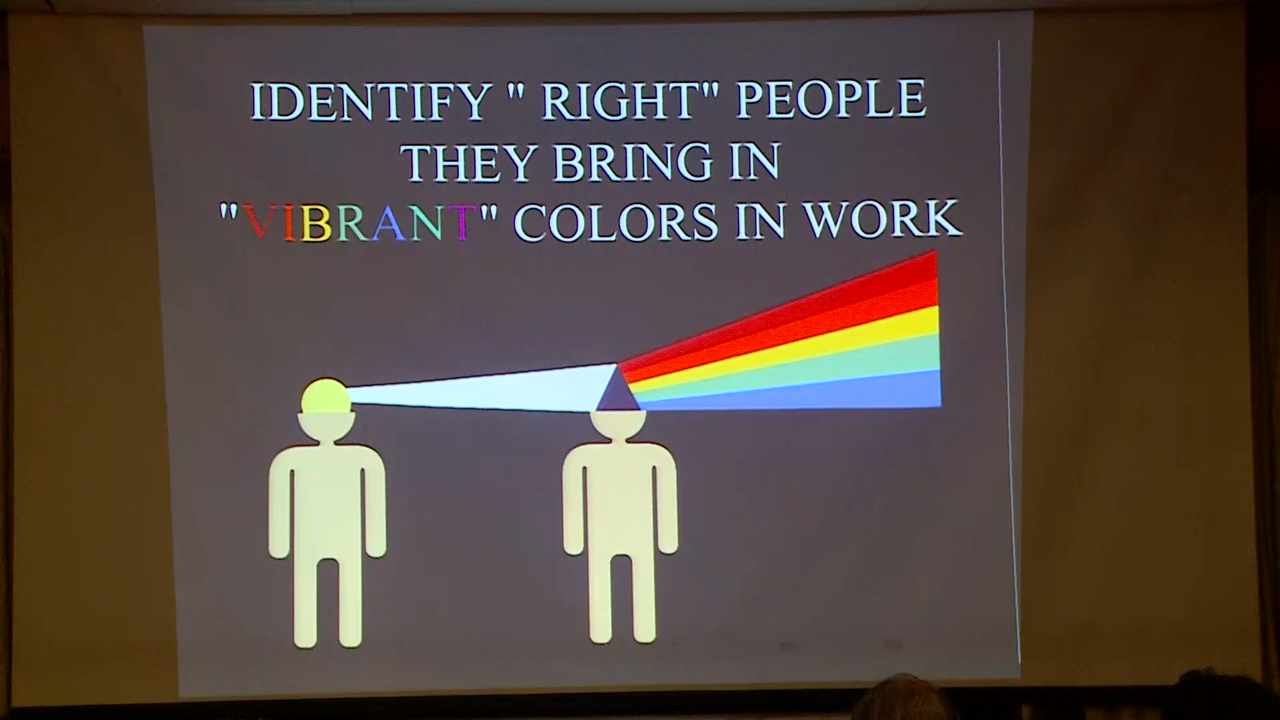 IDENTIFY " RIGHT" PEOPLE
THEY BRING IN
"VIBRANT" COLORS IN WORK